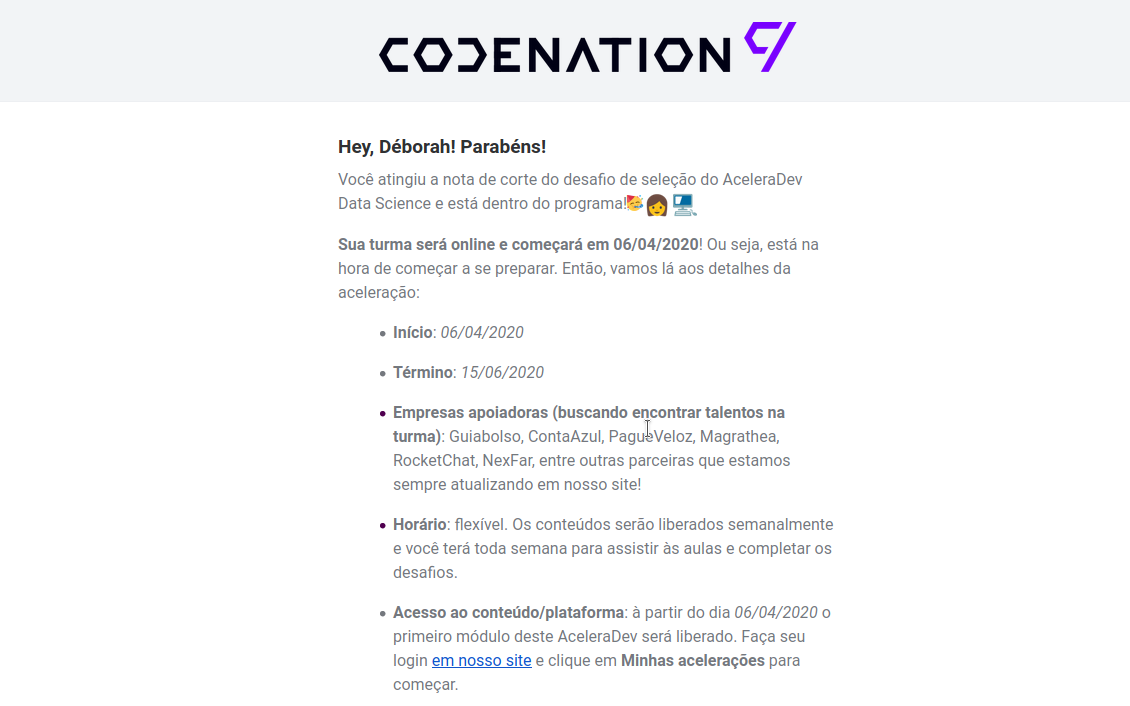 CODENATION
Hey, Déborah! Parabéns!
Você atingiu a nota de corte do desafio de seleção do AceleraDev
Data Science e está dentro do programa!🥳👩💻
Sua turma será online e começará em 06/04/2020! Ou seja, está na
hora de começar a se preparar. Então, vamos lá aos detalhes da
aceleração:
• Início: 06/04/2020
• Término: 15/06/2020
• Empresas apoiadoras (buscando encontrar talentos na
turma): Guiabolso, ContaAzul, PagueVeloz, Magrathea,
RocketChat, NexFar, entre outras parceiras que estamos
sempre atualizando em nosso site!
• Horário: flexível. Os conteúdos serão liberados semanalmente
e você terá toda semana para assistir às aulas e completar os
desafios.
• Acesso ao conteúdo/plataforma: à partir do dia 06/04/2020 o
primeiro módulo deste AceleraDev será liberado. Faça seu
login em nosso site e clique em Minhas acelerações para
começar.